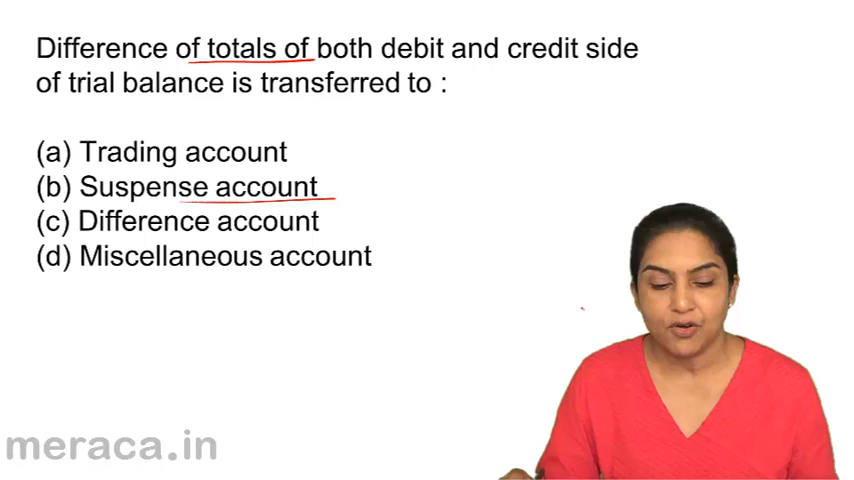 Difference of totals of both debit and credit side
of trial balance is transferred to :
(a) Trading account
(b) Suspense account
(c) Difference account
(d) Miscellaneous account
meraca.in